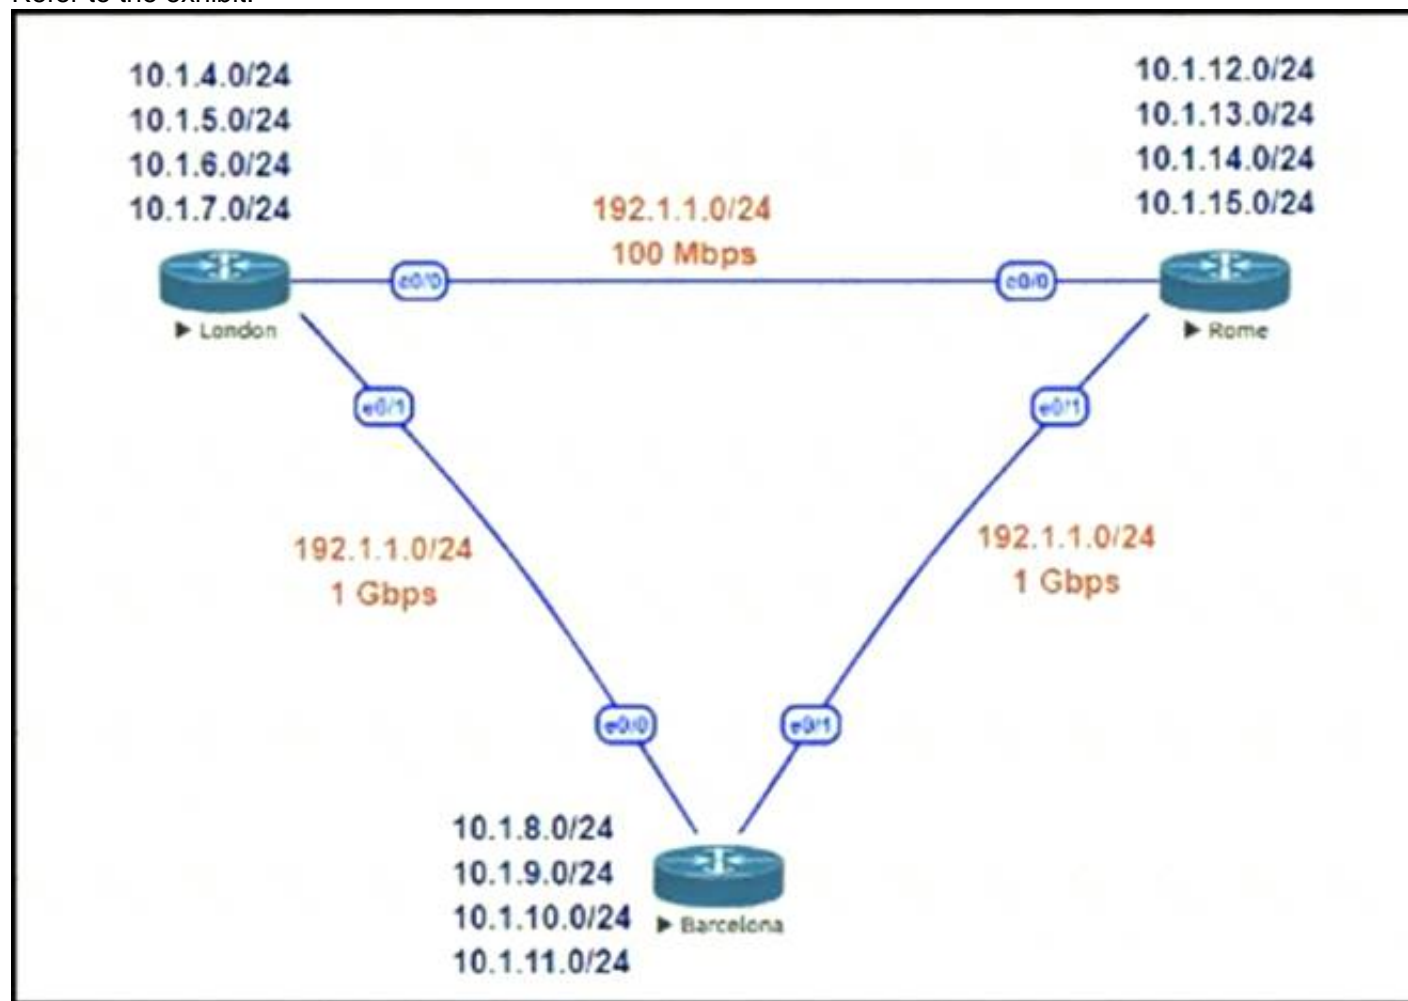 Refer to the exhibit.
10.1.4.0/24
10.1.5.0/24
10.1.6.0/24
10.1.7.0/24
10.1.12.0/24
10.1.13.0/24
10.1.14.0/24
10.1.15.0/24
192.1.1.0/24
100 Mbps
e0/0
e0/0
London
Rome
e0/1
e0/1
192.1.1.0/24
1 Gbps
192.1.1.0/24
1 Gbps
e0/0
e0/1
10.1.8.0/24
10.1.9.0/24
10.1.10.0/24
10.1.11.0/24
Barcelona